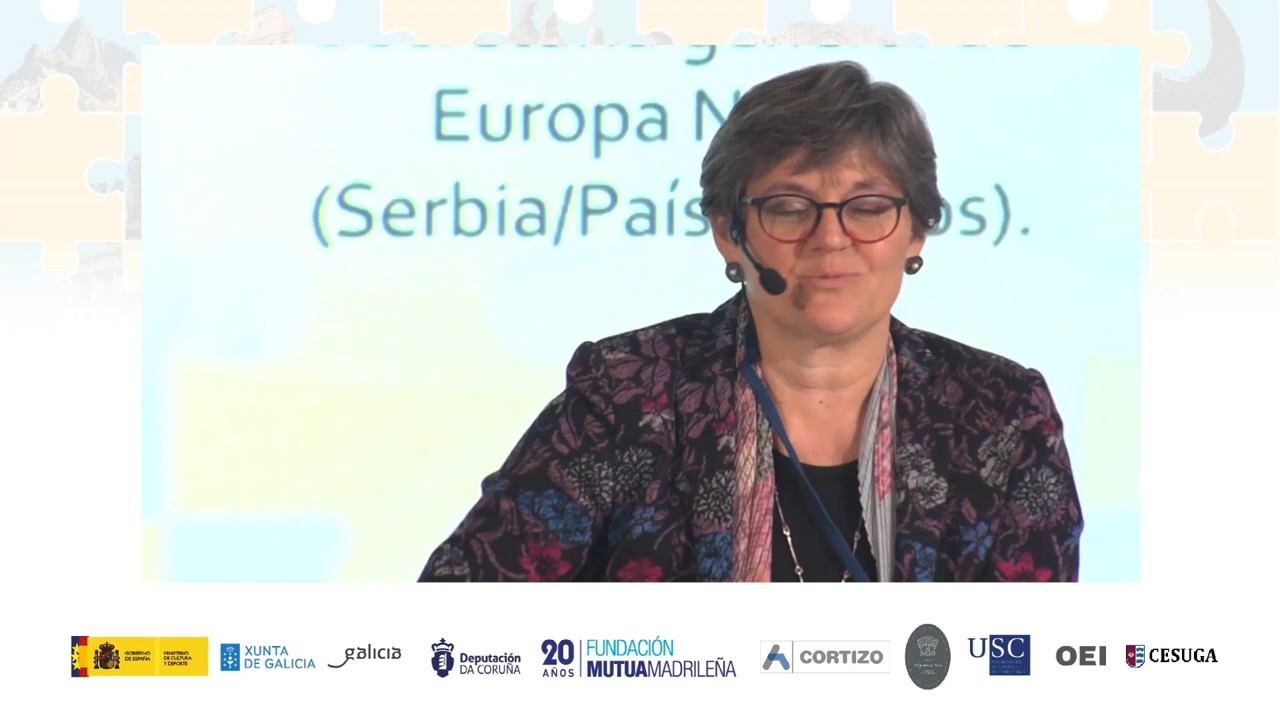 Europa N
(Serbia/País os).
GOBIERNO
DE ESPAÑA
MINISTERIO
DE CULTURA
Y DEPORTE
XUNTA
DE GALICIA
galicia
Deputación
DA CORUÑA
20
AÑOS
FUNDACIÓN
MUTUAMADRILEÑA
CORTIZO
USC
OEI
CESUGA